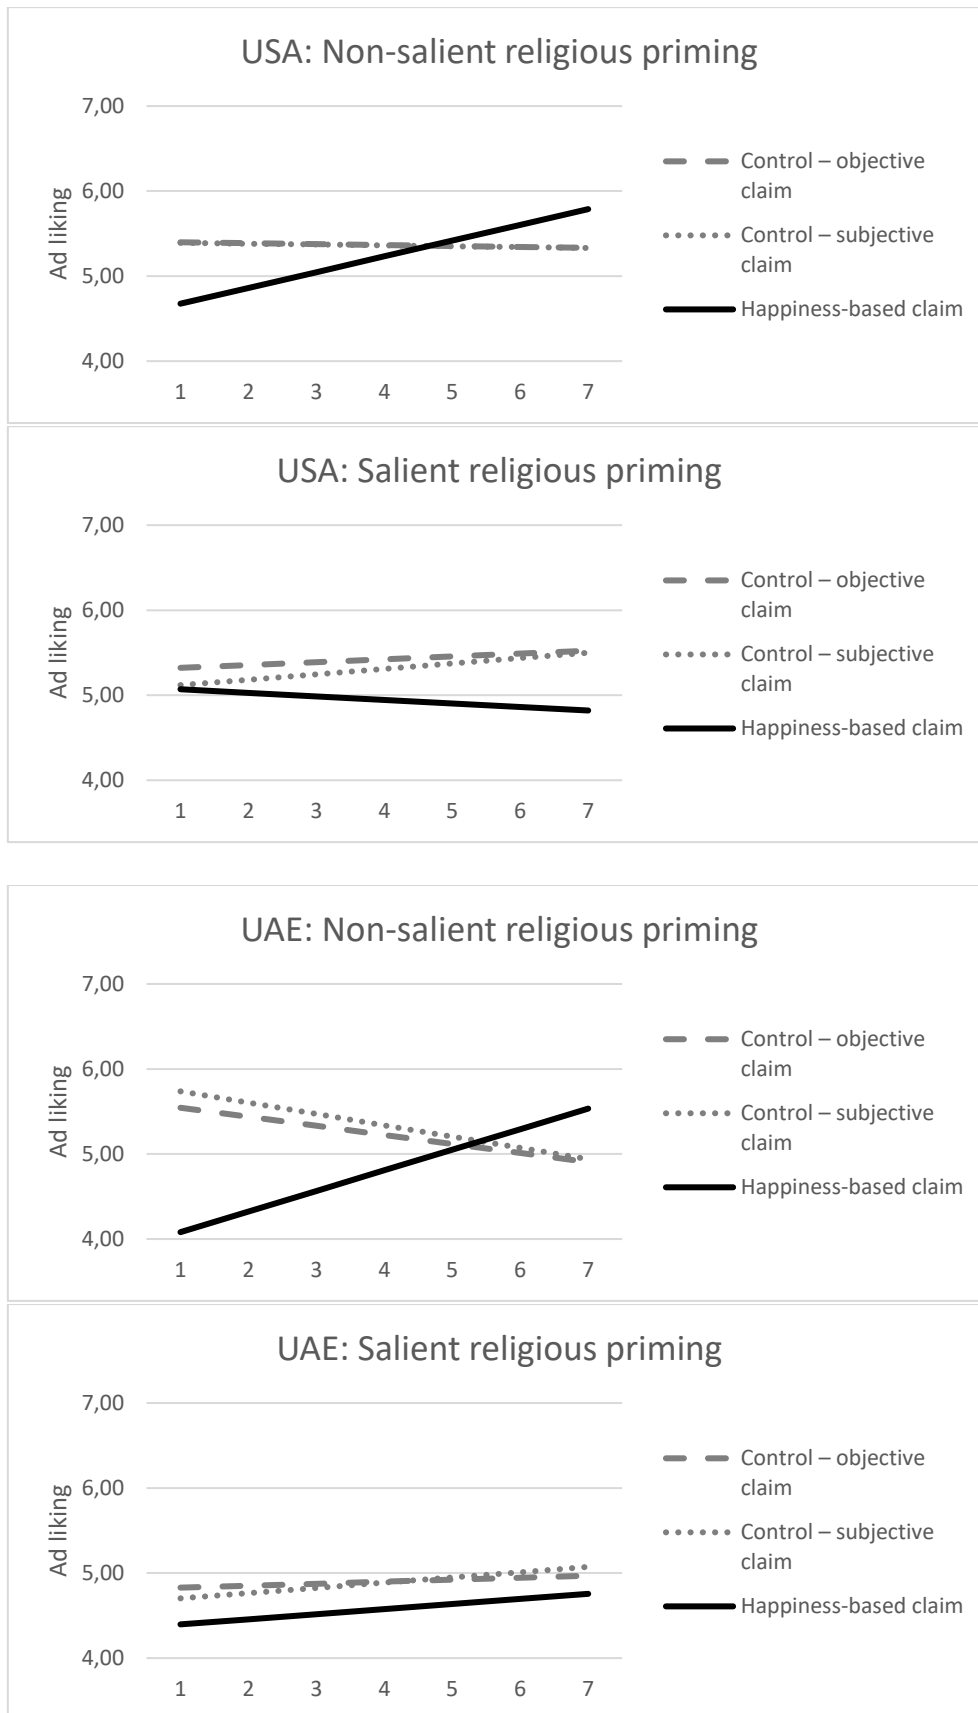 USA: Non-salient religious priming
7,00
6,00
5,00
4,00
Ad liking
1 2 3 4 5 6 7
Control – objective
claim
Control – subjective
claim
Happiness-based claim
USA: Salient religious priming
7,00
6,00
5,00
4,00
Ad liking
1 2 3 4 5 6 7
Control – objective
claim
Control – subjective
claim
Happiness-based claim
UAE: Non-salient religious priming
7,00
6,00
5,00
4,00
Ad liking
1 2 3 4 5 6 7
Control – objective
claim
Control – subjective
claim
Happiness-based claim
UAE: Salient religious priming
7,00
6,00
5,00
4,00
Ad liking
1 2 3 4 5 6 7
Control – objective
claim
Control – subjective
claim
Happiness-based claim